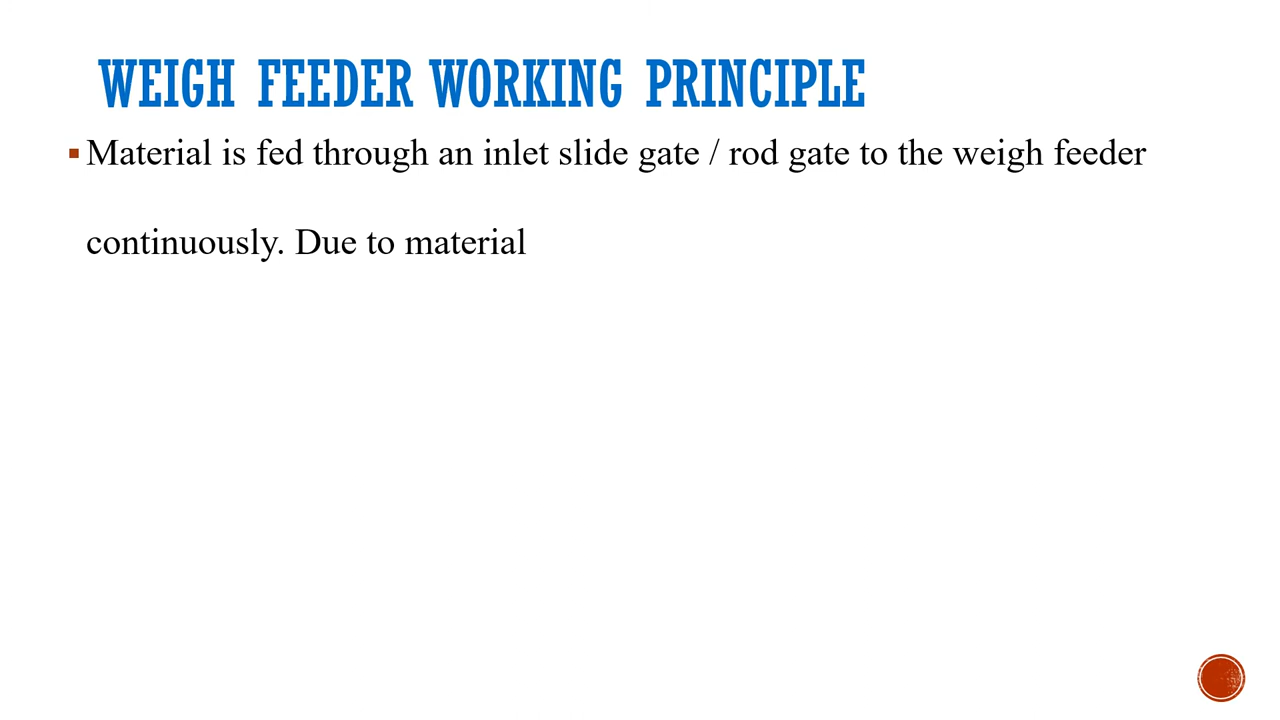 WEIGH FEEDER WORKING PRINCIPLE
Material is fed through an inlet slide gate / rod gate to the weigh feeder
continuously. Due to material